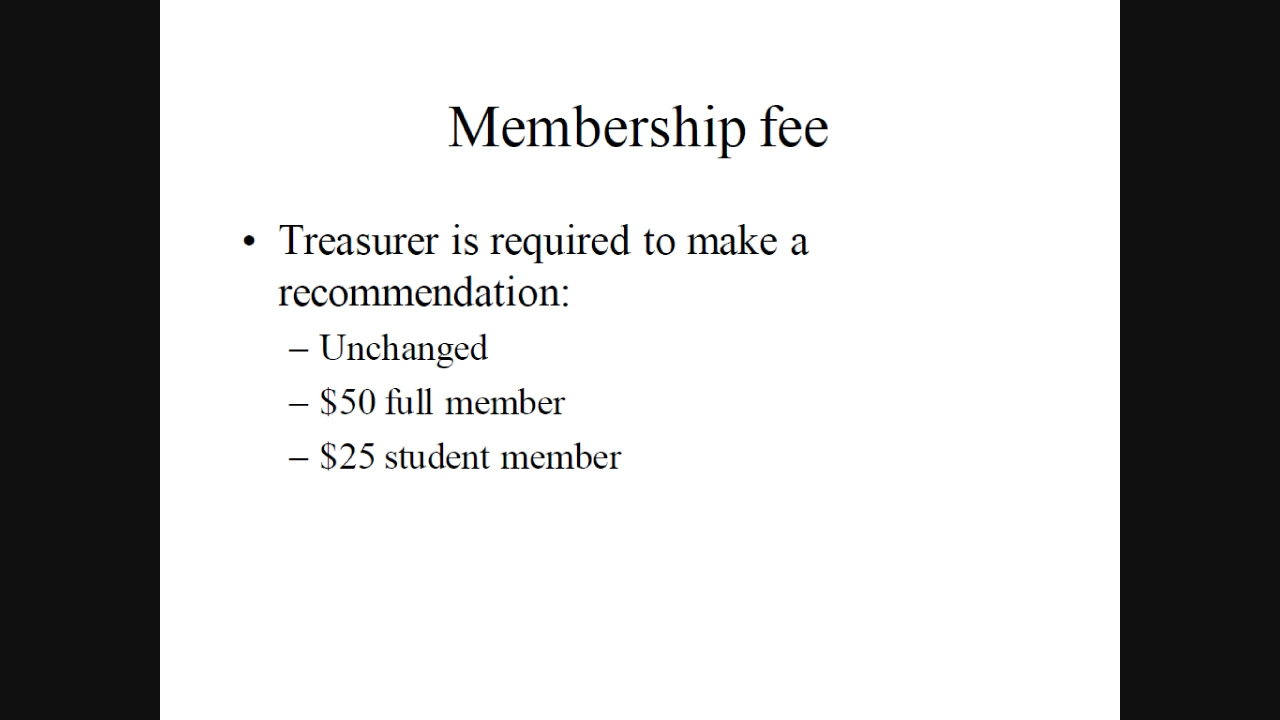 Membership fee
• Treasurer is required to make a
recommendation:
– Unchanged
– $50 full member
– $25 student member